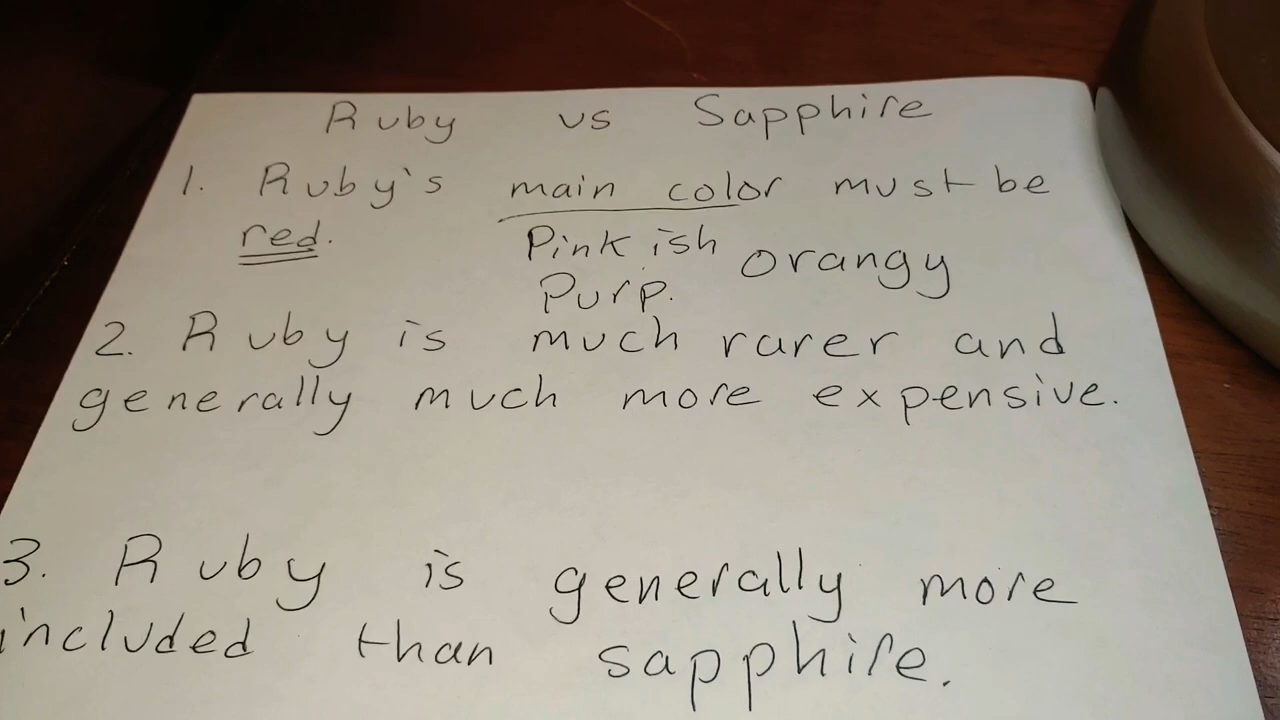 Ruby vs Sapphire
1. Ruby's main color must be
red. Pinkish orangy
Purp.
2. Ruby is much rarer and
generally much more expensive.
3. Ruby is generally more
included than sapphire.